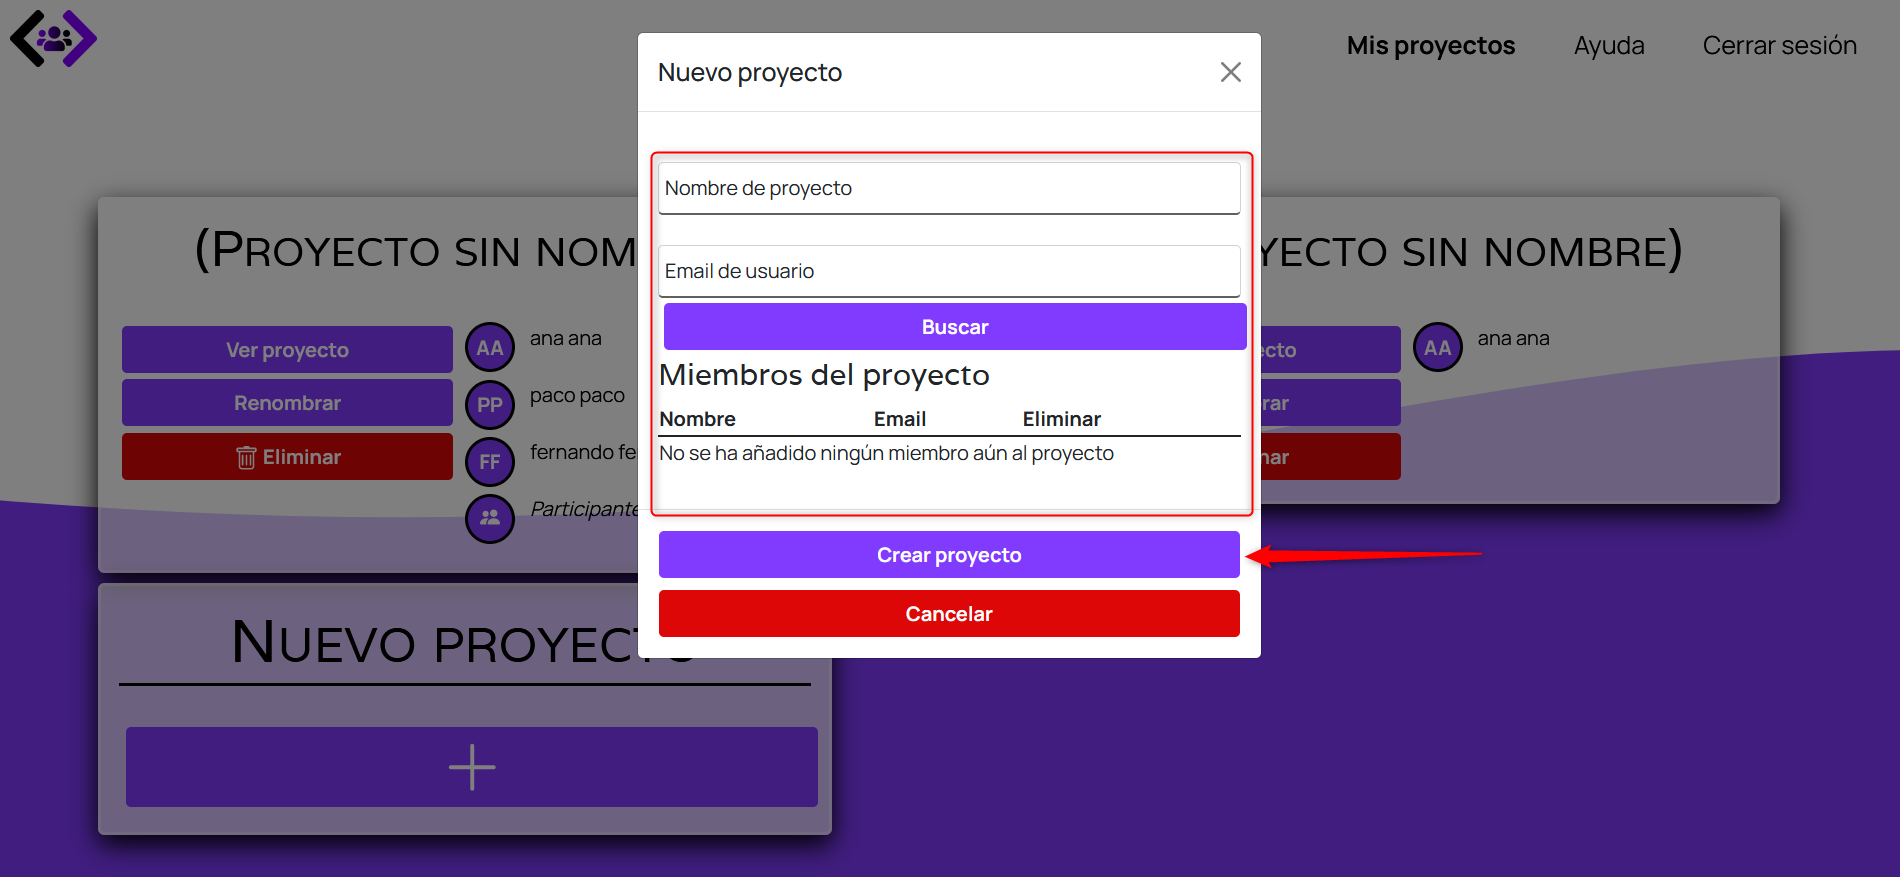 Mis proyectos Ayuda Cerrar sesión
Nuevo proyecto
Nombre de proyecto
Email de usuario
Buscar
Miembros del proyecto
Nombre Email Eliminar
No se ha añadido ningún miembro aún al proyecto
Crear proyecto
Cancelar
(Proyecto sin nom
Ver proyecto
Renombrar
Eliminar
AA ana ana
PP paco paco
FF fernando fe
Participante
yecto sin nombre)
ecto
rar
nar
AA ana ana
Nuevo proyecto